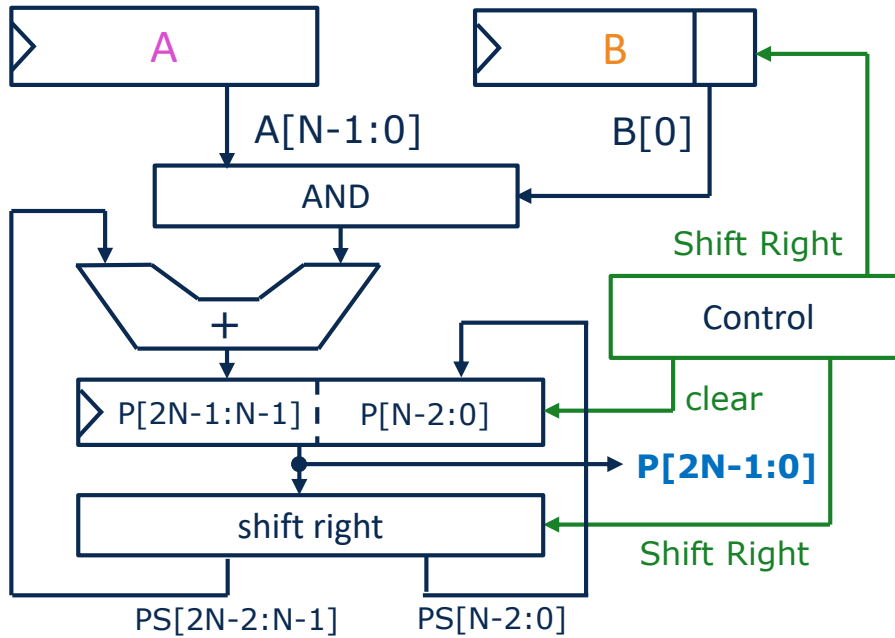 A
B
A[N-1:0]
B[0]
AND
Shift Right
+
Control
P[2N-1:N-1]
P[N-2:0]
clear
P[2N-1:0]
shift right
Shift Right
PS[2N-2:N-1]
PS[N-2:0]